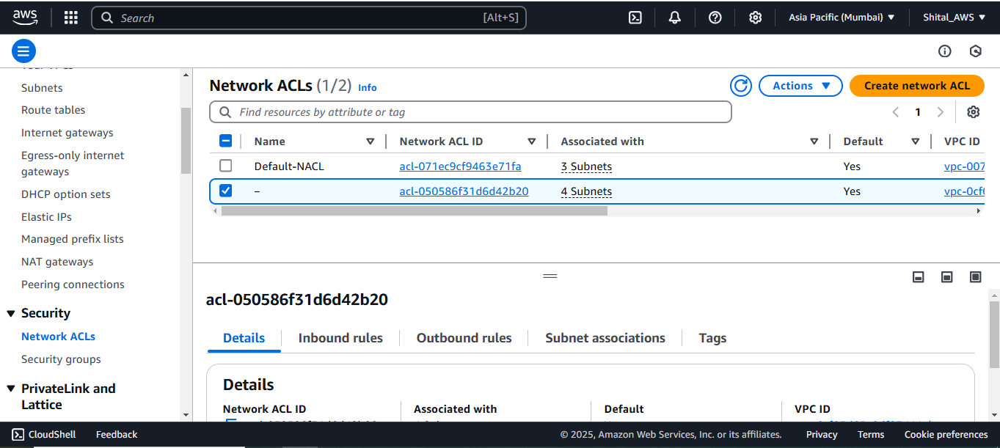 aws Search [Alt+S] Asia Pacific (Mumbai) Shital_AWS
Subnets
Route tables
Internet gateways
Egress-only internet
gateways
DHCP option sets
Elastic IPs
Managed prefix lists
NAT gateways
Peering connections
Security
Network ACLs
Security groups
PrivateLink and
Lattice
Network ACLs (1/2) Info Actions Create network ACL
Find resources by attribute or tag 1
Name Network ACL ID Associated with Default VPC ID
Default-NACL acl-071ec9cf9463e71fa 3 Subnets Yes vpc-007
– acl-050586f31d6d42b20 4 Subnets Yes
acl-050586f31d6d42b20
Details Inbound rules Outbound rules Subnet associations Tags
Details
Network ACL ID Associated with Default VPC ID
CloudShell Feedback © 2025, Amazon Web Services, Inc. or its affiliates. Privacy Terms Cookie preferences